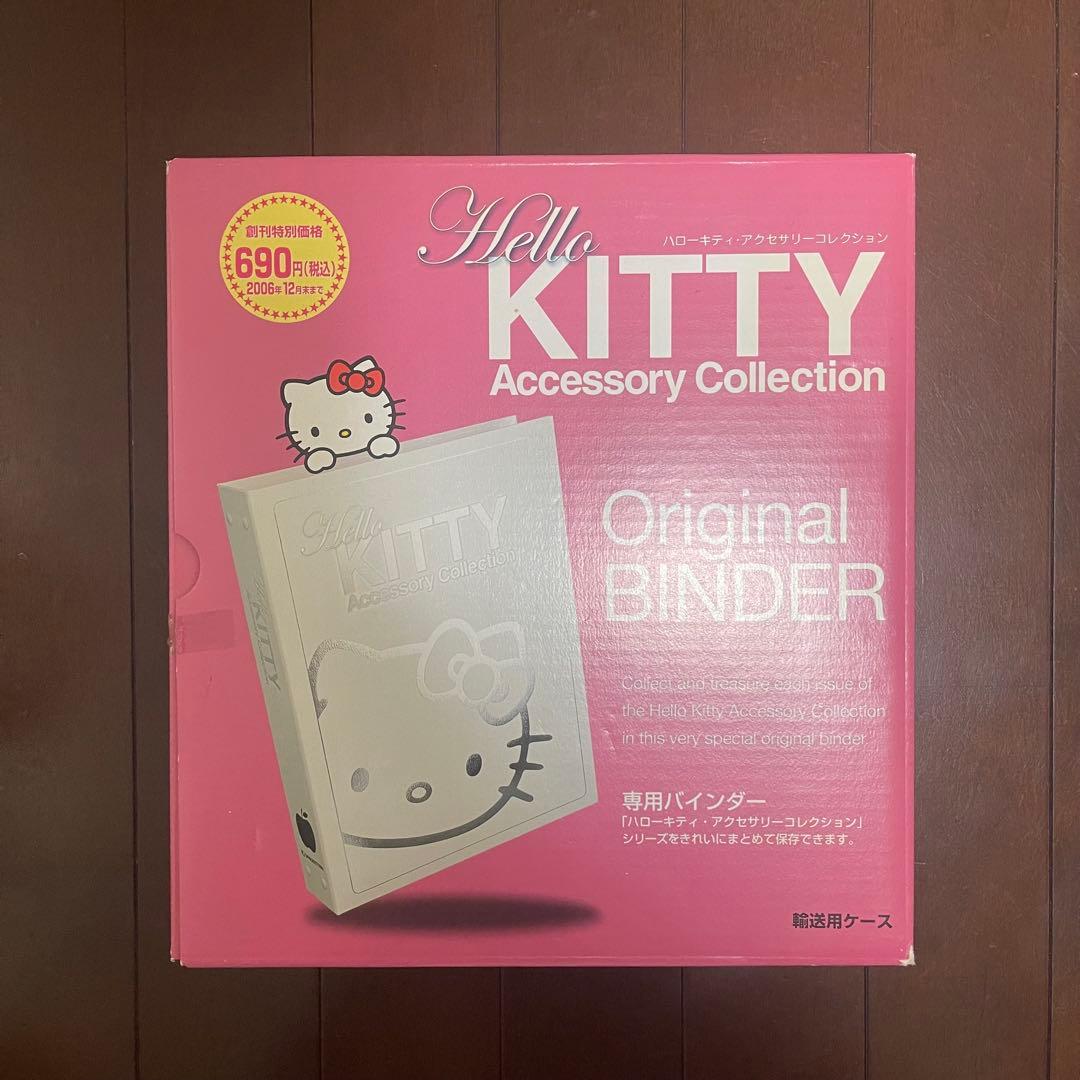 創刊特別価格
690円(税込)
2006年12月末まで
Hello
ハローキティ・アクセサリーコレクション
KITTY
Accessory Collection
Hello
KITTY
Accessory Collection
KITTY
Original
BINDER
Collect and treasure each issue of
the Hello Kitty Accessory Collection
in this very special original binder.
専用バインダー
「ハローキティ・アクセサリーコレクション」
シリーズをきれいにまとめて保存できます。
輸送用ケース